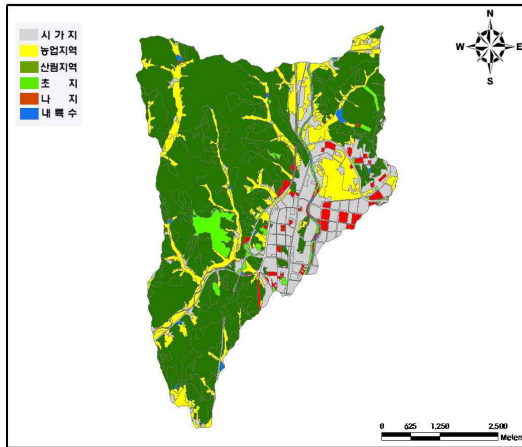 시 가 지
농업지역
산림지역
초 지
나 지
내 륙 수
N
W E
S
0 625 1,250 2,500
Meters